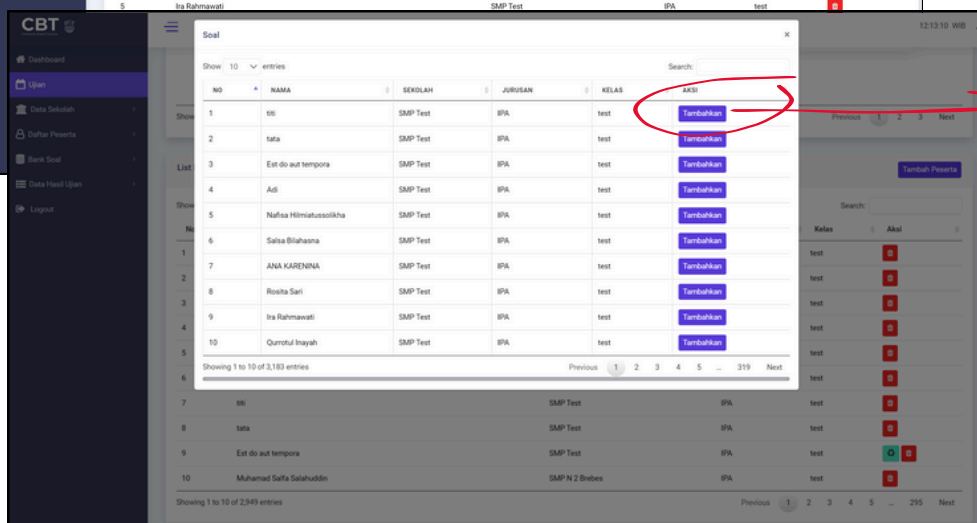 5 Ira Rahmawati SMP Test IPA test
CBT
12:13:10 WIB
Dashboard
Ujian
Data Sekolah
Daftar Peserta
Bank Soal
Data Hasil Ujian
Logout
Soal ×
Show 10 entries Search:
NO NAMA SEKOLAH JURUSAN KELAS AKSI
1 titi SMP Test IPA test Tambahkan
2 tata SMP Test IPA test Tambahkan
3 Est do aut tempora SMP Test IPA test Tambahkan
4 Adi SMP Test IPA test Tambahkan
5 Nafisa Hilmiatussolikha SMP Test IPA test Tambahkan
6 Salsa Bilahasna SMP Test IPA test Tambahkan
7 ANA KARENINA SMP Test IPA test Tambahkan
8 Rosita Sari SMP Test IPA test Tambahkan
9 Ira Rahmawati SMP Test IPA test Tambahkan
10 Qurrotul Inayah SMP Test IPA test Tambahkan
Showing 1 to 10 of 3,183 entries Previous 1 2 3 4 5 ... 319 Next
Show Previous 1 2 3 Next
List Tambah Peserta
Show Search:
No Kelas Aksi
1 test
2 test
3 test
4 test
5 test
6 test
7 titi SMP Test IPA test
8 tata SMP Test IPA test
9 Est do aut tempora SMP Test IPA test
10 Muhamad Salfa Salahuddin SMP N 2 Brebes IPA test
Showing 1 to 10 of 2,949 entries Previous 1 2 3 4 5 ... 295 Next